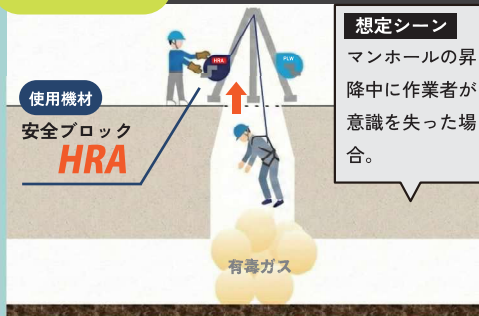 想定シーン
マンホールの昇
降中に作業者が
意識を失った場
合。
HRA
PLW
使用機材
安全ブロック
HRA
有毒ガス